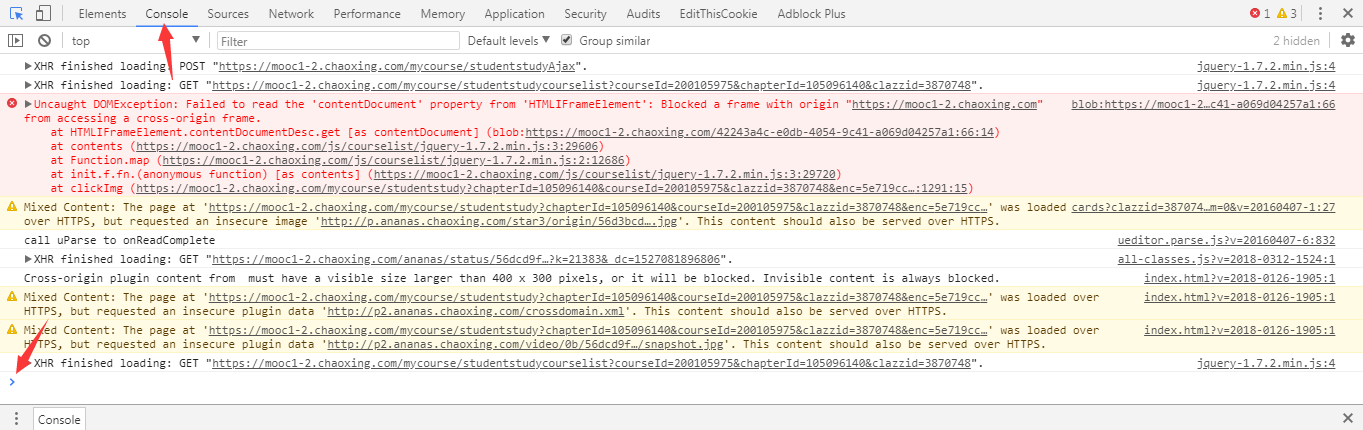 Elements Console Sources Network Performance Memory Application Security Audits EditThisCookie Adblock Plus 1 3
top Filter Default levels Group similar 2 hidden
XHR finished loading: POST "https://mooc1-2.chaoxing.com/mycourse/studentstudyAjax". jquery-1.7.2.min.js:4
XHR finished loading: GET "https://mooc1-2.chaoxing.com/mycourse/studentstudycourselist?courseId=200105975&chapterId=105096140&clazzid=3870748". jquery-1.7.2.min.js:4
Uncaught DOMException: Failed to read the 'contentDocument' property from 'HTMLIFrameElement': Blocked a frame with origin "https://mooc1-2.chaoxing.com" blob:https://mooc1-2…c41-a069d04257a1:66
from accessing a cross-origin frame.
at HTMLIFrameElement.contentDocumentDesc.get [as contentDocument] (blob:https://mooc1-2.chaoxing.com/42243a4c-e0db-4054-9c41-a069d04257a1:66:14)
at contents (https://mooc1-2.chaoxing.com/js/courselist/jquery-1.7.2.min.js:3:29606)
at Function.map (https://mooc1-2.chaoxing.com/js/courselist/jquery-1.7.2.min.js:2:12686)
at init.f.fn.(anonymous function) [as contents] (https://mooc1-2.chaoxing.com/js/courselist/jquery-1.7.2.min.js:3:29720)
at clickImg (https://mooc1-2.chaoxing.com/mycourse/studentstudy?chapterId=105096140&courseId=200105975&clazzid=3870748&enc=5e719cc…:1291:15)
Mixed Content: The page at 'https://mooc1-2.chaoxing.com/mycourse/studentstudy?chapterId=105096140&courseId=200105975&clazzid=3870748&enc=5e719cc…' was loaded cards?clazzid=387074…m=0&v=20160407-1:27
over HTTPS, but requested an insecure image 'http://p.ananas.chaoxing.com/star3/origin/56d3bcd….jpg'. This content should also be served over HTTPS.
call uParse to onReadComplete ueditor.parse.js?v=20160407-6:832
XHR finished loading: GET "https://mooc1-2.chaoxing.com/ananas/status/56dcd9f…?k=21383&_dc=1527081896806". all-classes.js?v=2018-0312-1524:1
Cross-origin plugin content from  must have a visible size larger than 400 x 300 pixels, or it will be blocked. Invisible content is always blocked. index.html?v=2018-0126-1905:1
Mixed Content: The page at 'https://mooc1-2.chaoxing.com/mycourse/studentstudy?chapterId=105096140&courseId=200105975&clazzid=3870748&enc=5e719cc…' was loaded over index.html?v=2018-0126-1905:1
HTTPS, but requested an insecure plugin data 'http://p2.ananas.chaoxing.com/crossdomain.xml'. This content should also be served over HTTPS.
Mixed Content: The page at 'https://mooc1-2.chaoxing.com/mycourse/studentstudy?chapterId=105096140&courseId=200105975&clazzid=3870748&enc=5e719cc…' was loaded over index.html?v=2018-0126-1905:1
HTTPS, but requested an insecure plugin data 'http://p2.ananas.chaoxing.com/video/0b/56dcd9f…/snapshot.jpg'. This content should also be served over HTTPS.
XHR finished loading: GET "https://mooc1-2.chaoxing.com/mycourse/studentstudycourselist?courseId=200105975&chapterId=105096140&clazzid=3870748". jquery-1.7.2.min.js:4
Console